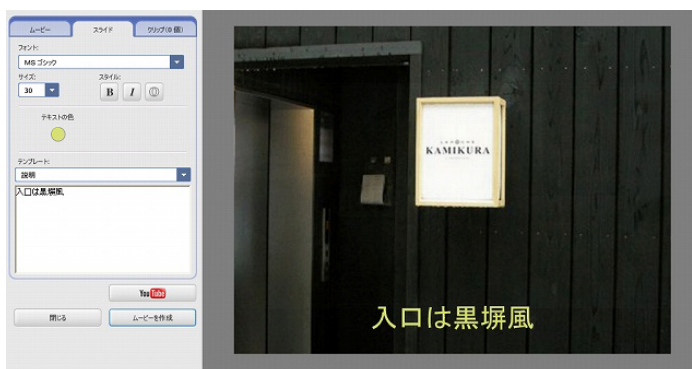 ムービー
スライド
クリップ(0 個)
フォント:
MS ゴシック
サイズ:
スタイル:
30
B
I
テキストの色
テンプレート:
説明
入口は黒塀風
You Tube
閉じる
ムービーを作成
KAMIKURA
入口は黒塀風